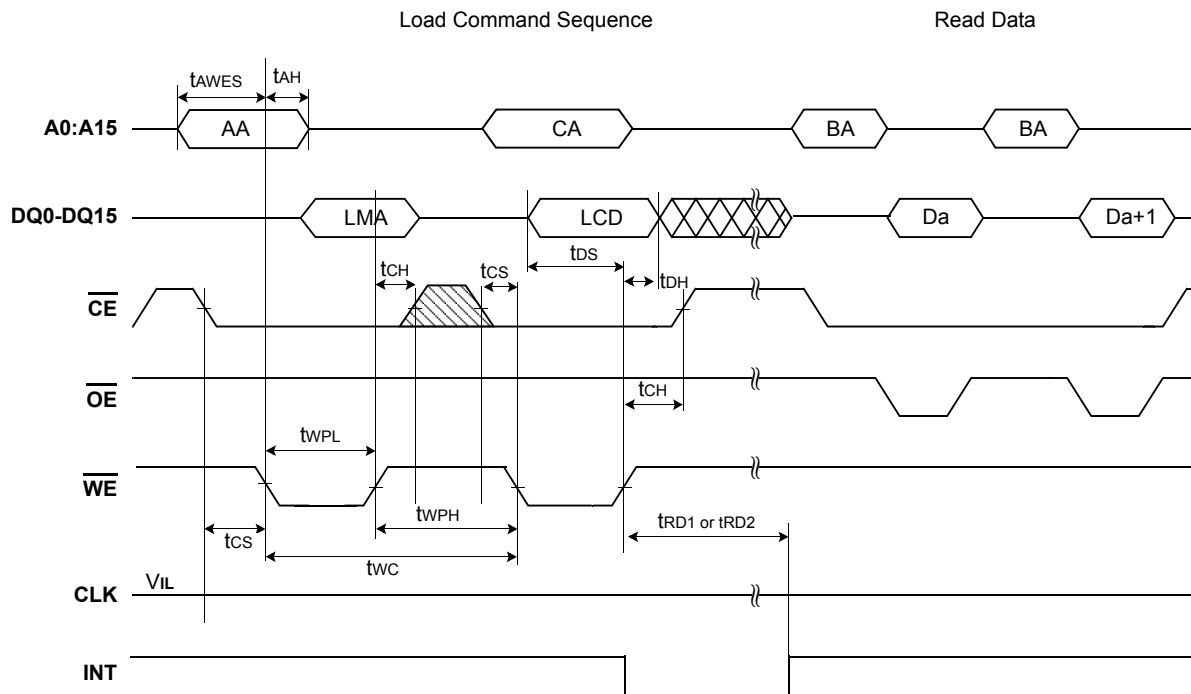 Load Command Sequence Read Data
tAWES tAH
A0:A15 AA CA BA BA
DQ0-DQ15 LMA LCD Da Da+1
tCH tCS tDS tDH
CE
OE tCH
tWPL
WE
tCS tWPH tRD1 or tRD2
tWC
CLK VIL
INT